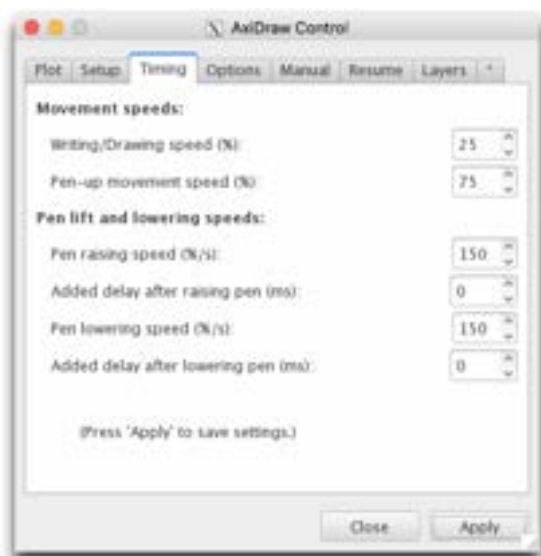 AxiDraw Control
Plot Setup Timing Options Manual Resume Layers
Movement speeds:
Writing/Drawing speed (%): 25
Pen-up movement speed (%): 75
Pen lift and lowering speeds:
Pen raising speed (%/s): 150
Added delay after raising pen (ms): 0
Pen lowering speed (%/s): 150
Added delay after lowering pen (ms): 0
(Press 'Apply' to save settings.)
Close Apply